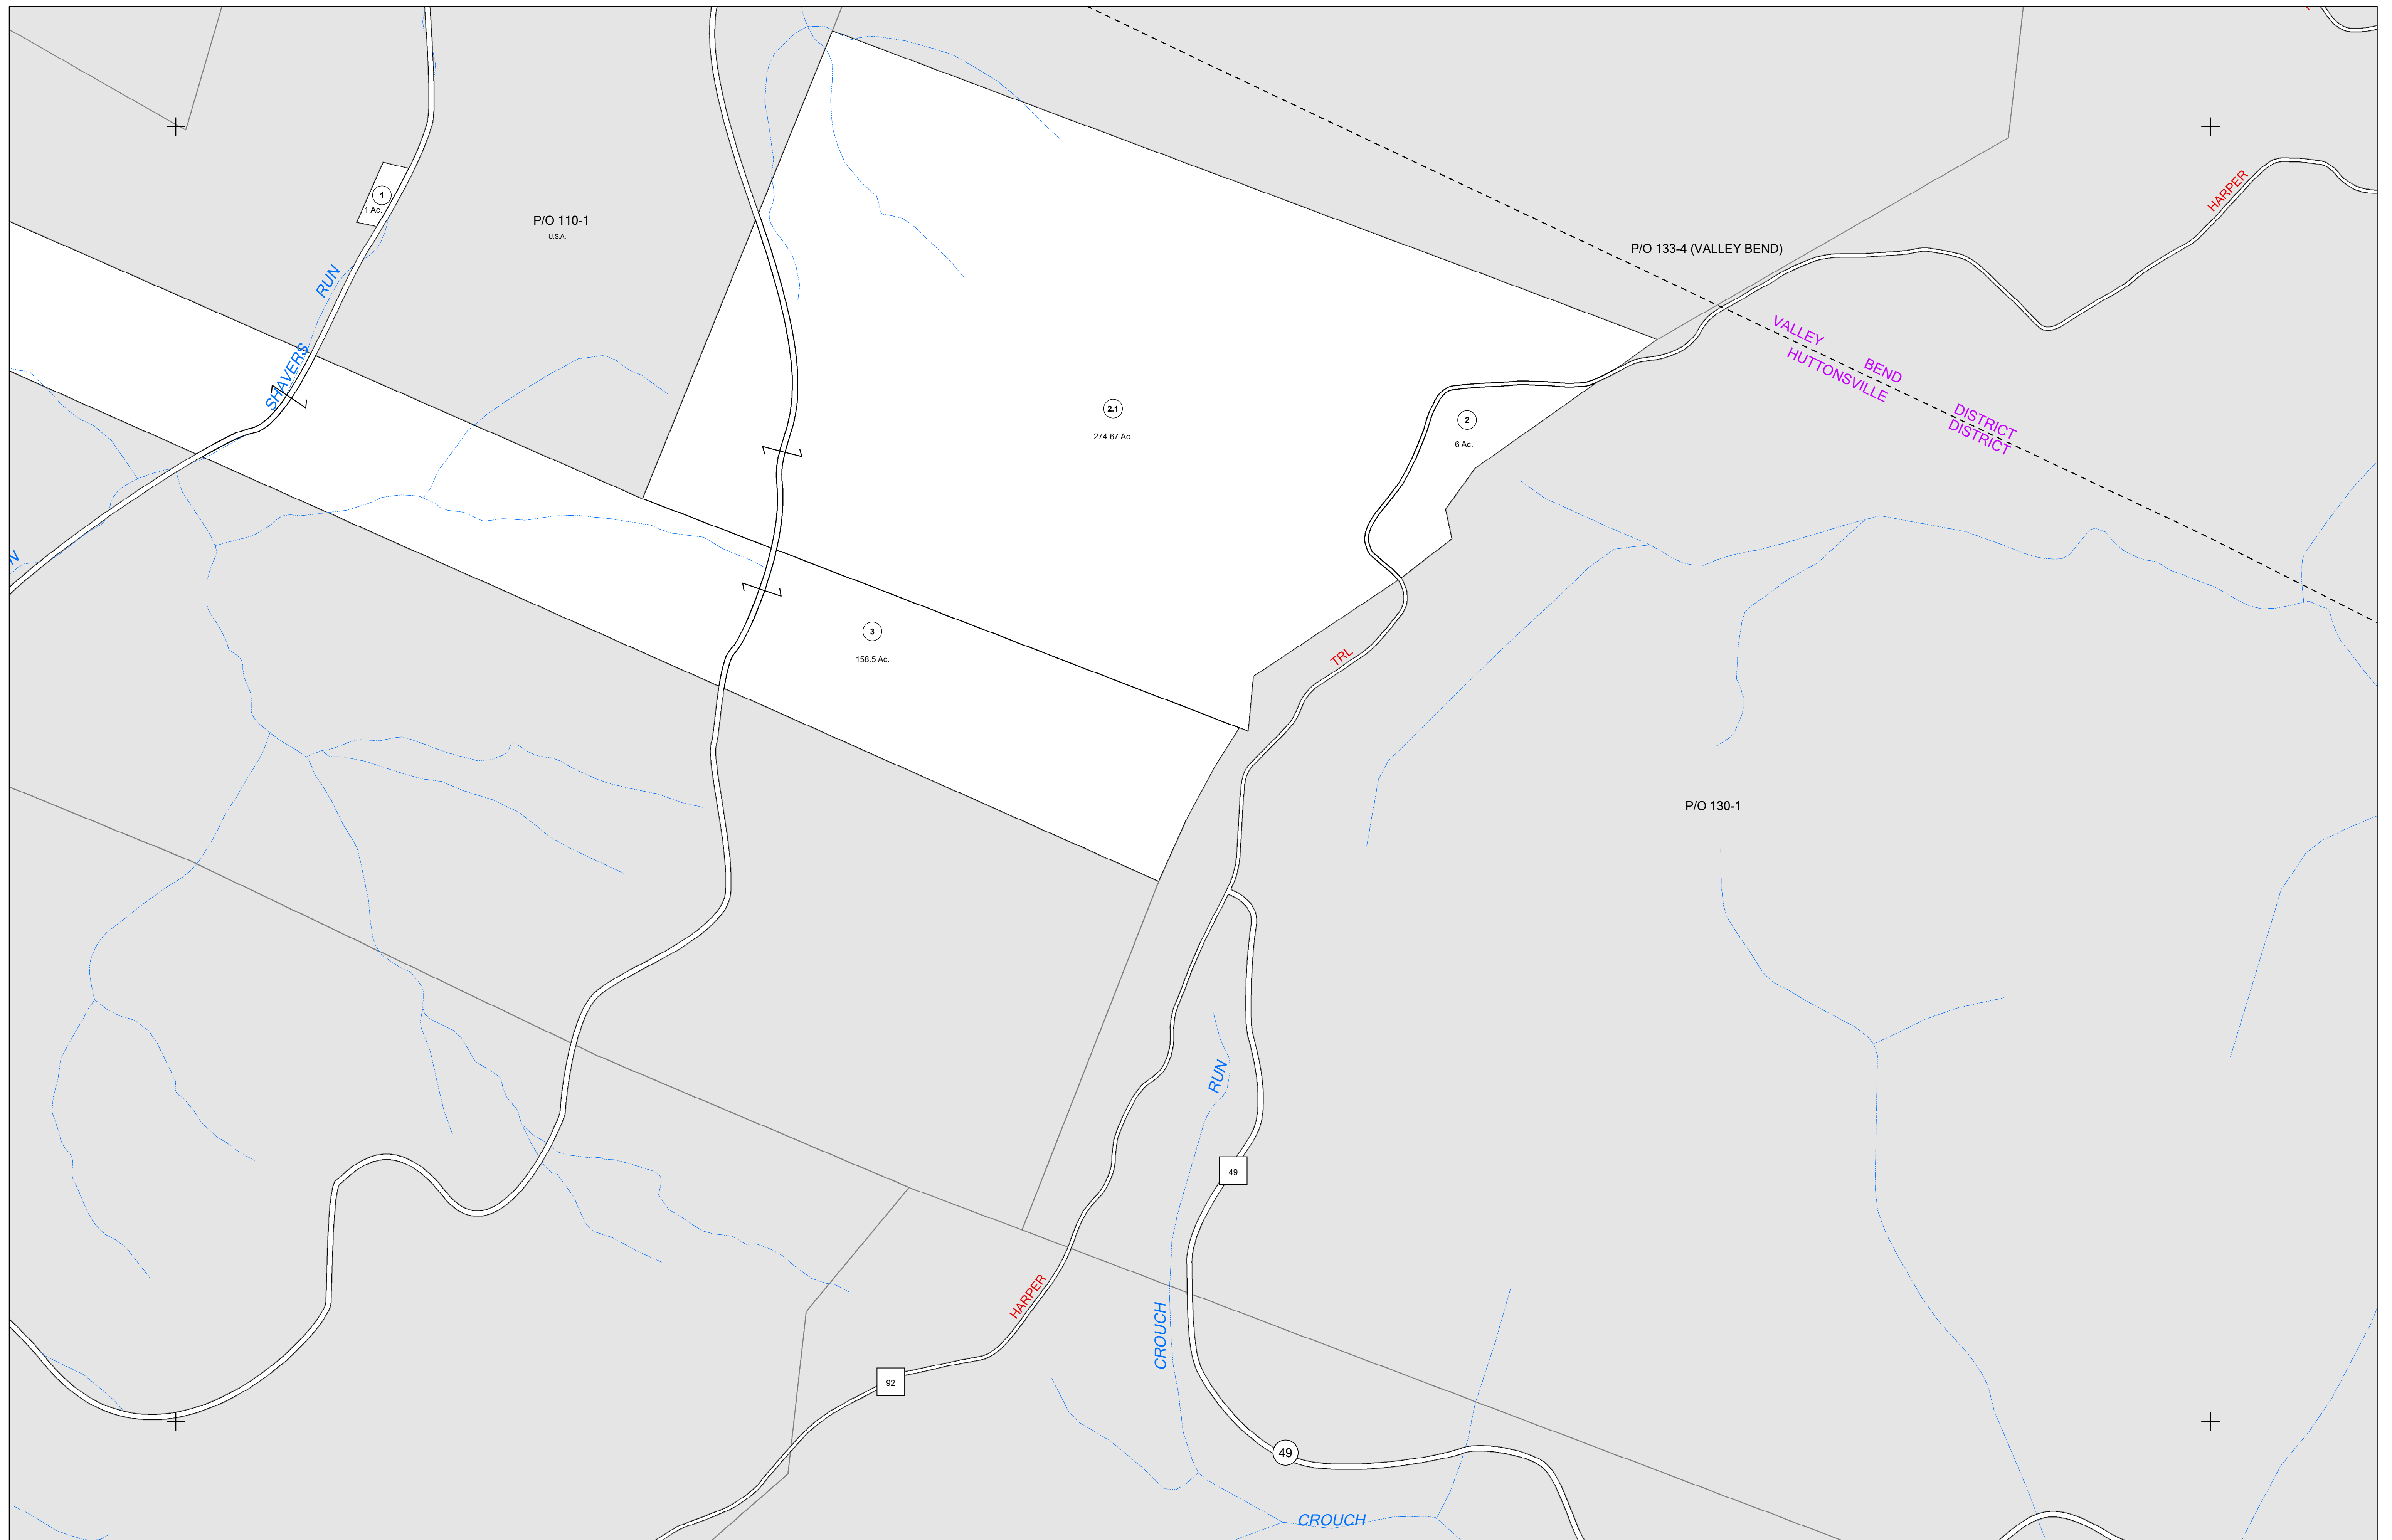 HARPER
1
1 Ac.
P/O 110-1
U.S.A.
P/O 133-4 (VALLEY BEND)
RUN
SHAVERS
VALLEY BEND DISTRICT
HUTTONSVILLE DISTRICT
2.1
274.67 Ac.
2
6 Ac.
3
158.5 Ac.
TRL
P/O 130-1
RUN
49
HARPER
CROUCH
92
49
CROUCH